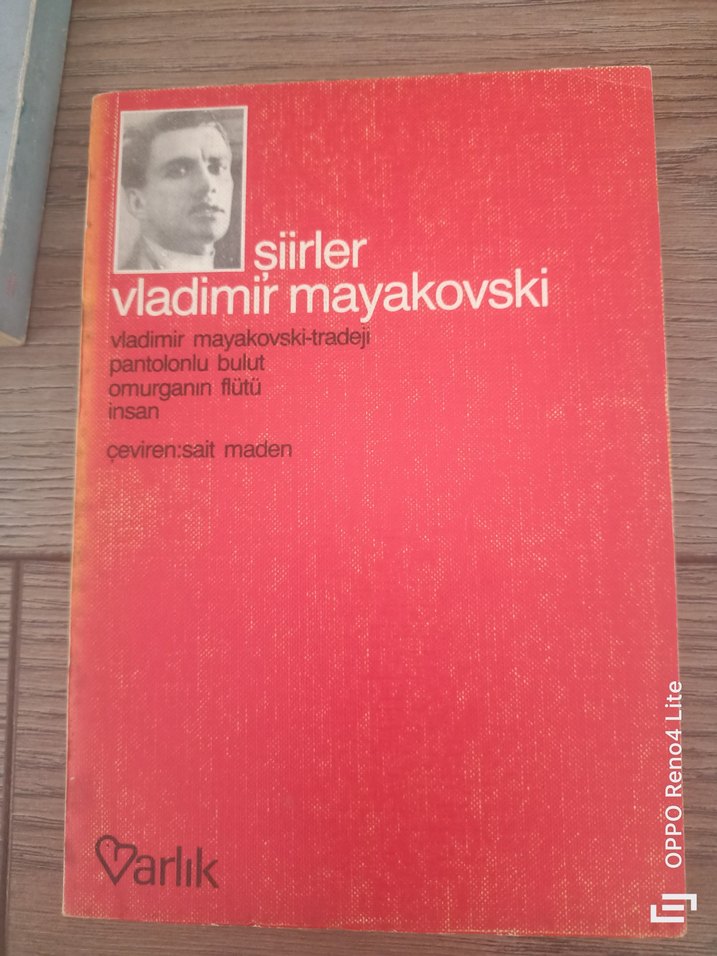 şiirler
vladimir mayakovski
vladimir mayakovski-tradeji
pantolonlu bulut
omurganın flütü
insan
çeviren:sait maden
Varlık
OPPO Reno4 Lite